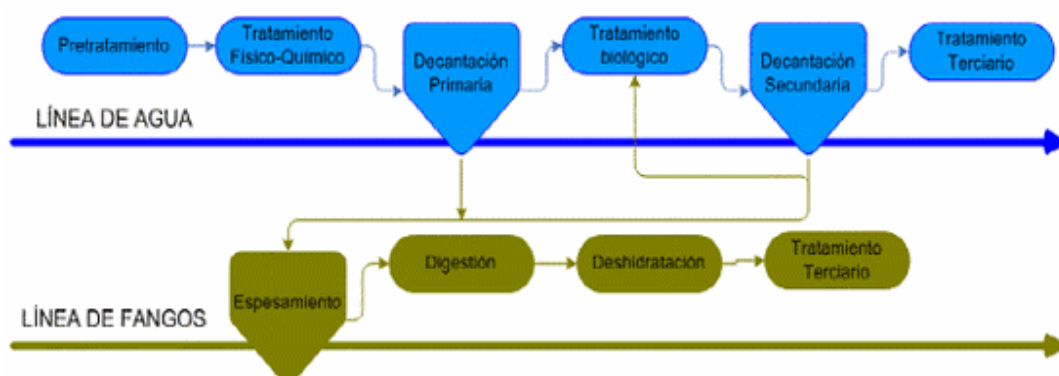 Pretratamiento
Tratamiento
Físico-Químico
Decantación
Primaria
Tratamiento
biológico
Decantación
Secundaria
Tratamiento
Terciario
LÍNEA DE AGUA
Espesamiento
Digestión
Deshidratación
Tratamiento
Terciario
LÍNEA DE FANGOS